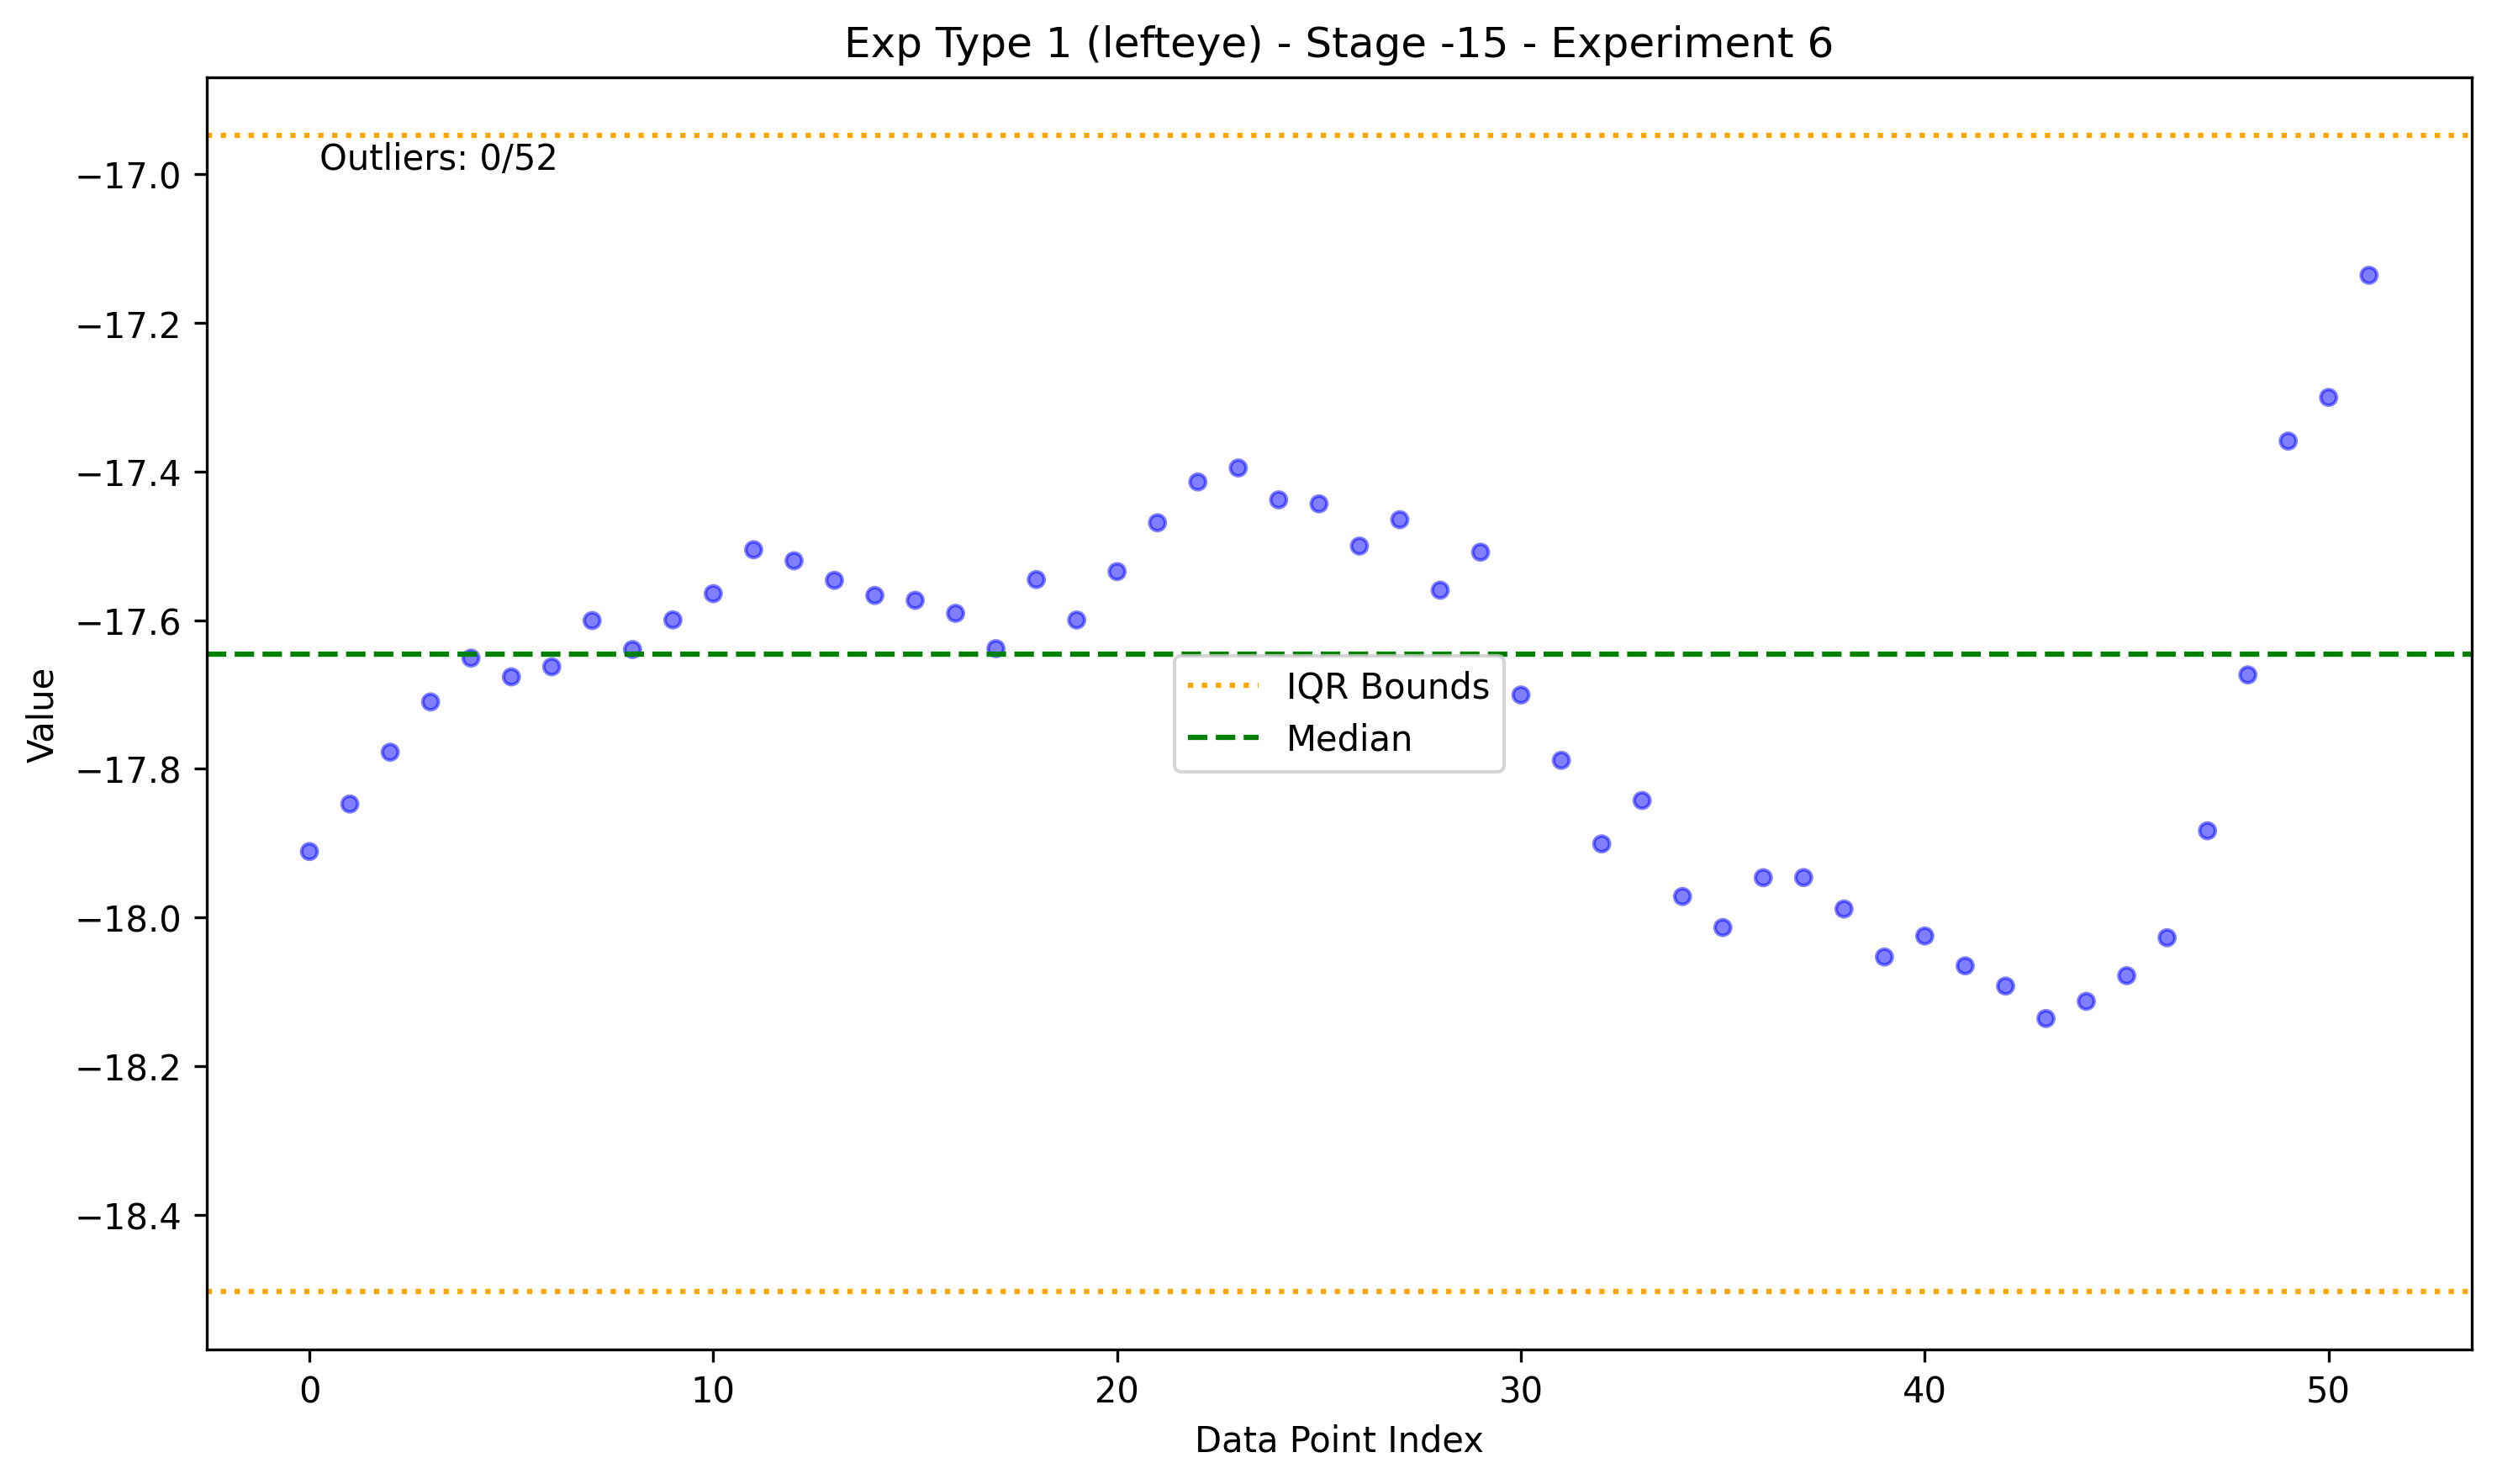 Exp Type 1 (lefteye) - Stage -15 - Experiment 6
Outliers: 0/52
−17.0
−17.2
−17.4
−17.6
−17.8
−18.0
−18.2
−18.4
Value
IQR Bounds
Median
0 10 20 30 40 50
Data Point Index